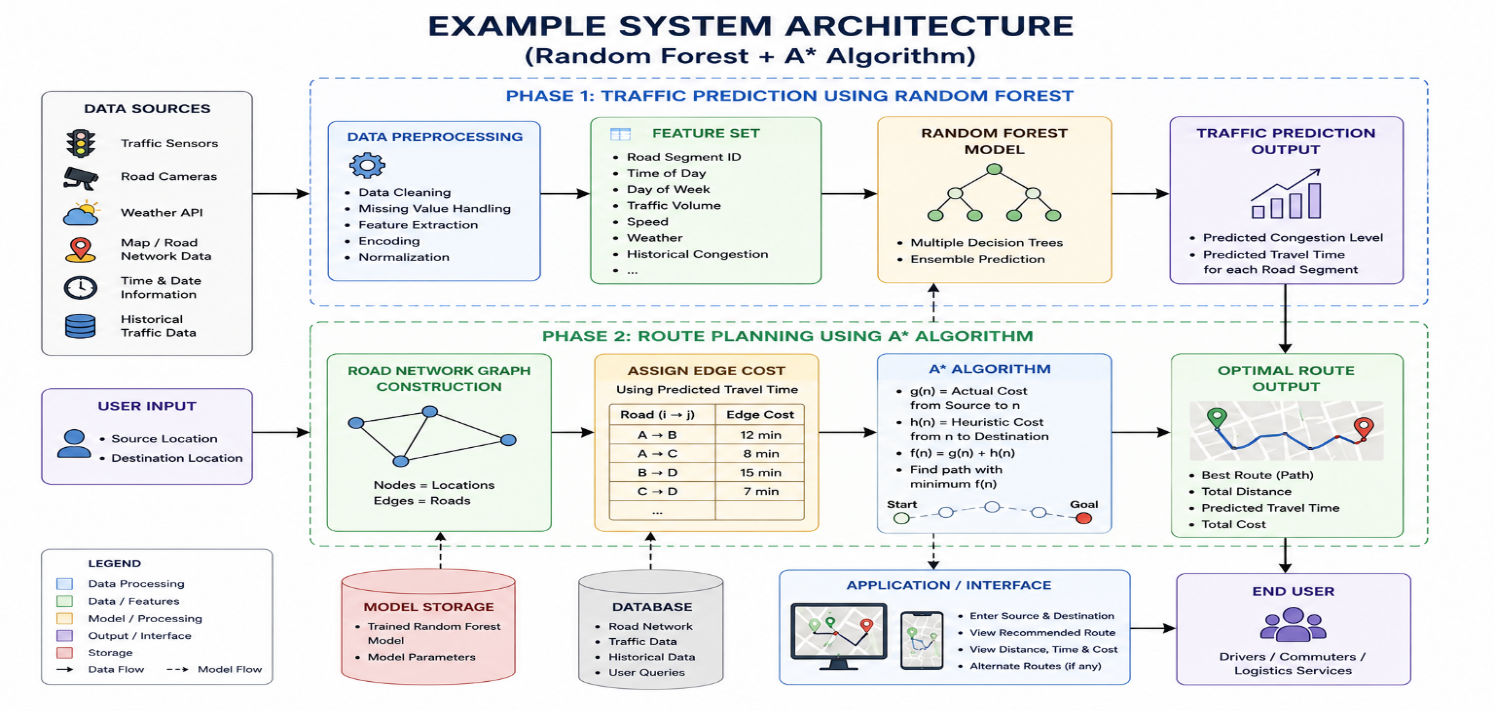 EXAMPLE SYSTEM ARCHITECTURE
(Random Forest + A* Algorithm)
DATA SOURCES
Traffic Sensors
Road Cameras
Weather API
Map / Road
Network Data
Time & Date
Information
Historical
Traffic Data
PHASE 1: TRAFFIC PREDICTION USING RANDOM FOREST
DATA PREPROCESSING
• Data Cleaning
• Missing Value Handling
• Feature Extraction
• Encoding
• Normalization
FEATURE SET
• Road Segment ID
• Time of Day
• Day of Week
• Traffic Volume
• Speed
• Weather
• Historical Congestion
• ...
RANDOM FOREST
MODEL
• Multiple Decision Trees
• Ensemble Prediction
TRAFFIC PREDICTION
OUTPUT
• Predicted Congestion Level
• Predicted Travel Time
for each Road Segment
USER INPUT
• Source Location
• Destination Location
PHASE 2: ROUTE PLANNING USING A* ALGORITHM
ROAD NETWORK GRAPH
CONSTRUCTION
Nodes = Locations
Edges = Roads
ASSIGN EDGE COST
Using Predicted Travel Time
Road (i → j) Edge Cost
A → B 12 min
A → C 8 min
B → D 15 min
C → D 7 min
...
A* ALGORITHM
• g(n) = Actual Cost
from Source to n
• h(n) = Heuristic Cost
from n to Destination
• f(n) = g(n) + h(n)
• Find path with
minimum f(n)
Start Goal
OPTIMAL ROUTE
OUTPUT
• Best Route (Path)
• Total Distance
• Predicted Travel Time
• Total Cost
LEGEND
Data Processing
Data / Features
Model / Processing
Output / Interface
Storage
Data Flow Model Flow
MODEL STORAGE
• Trained Random Forest
Model
• Model Parameters
DATABASE
• Road Network
• Traffic Data
• Historical Data
• User Queries
APPLICATION / INTERFACE
• Enter Source & Destination
• View Recommended Route
• View Distance, Time & Cost
• Alternate Routes (if any)
END USER
Drivers / Commuters /
Logistics Services